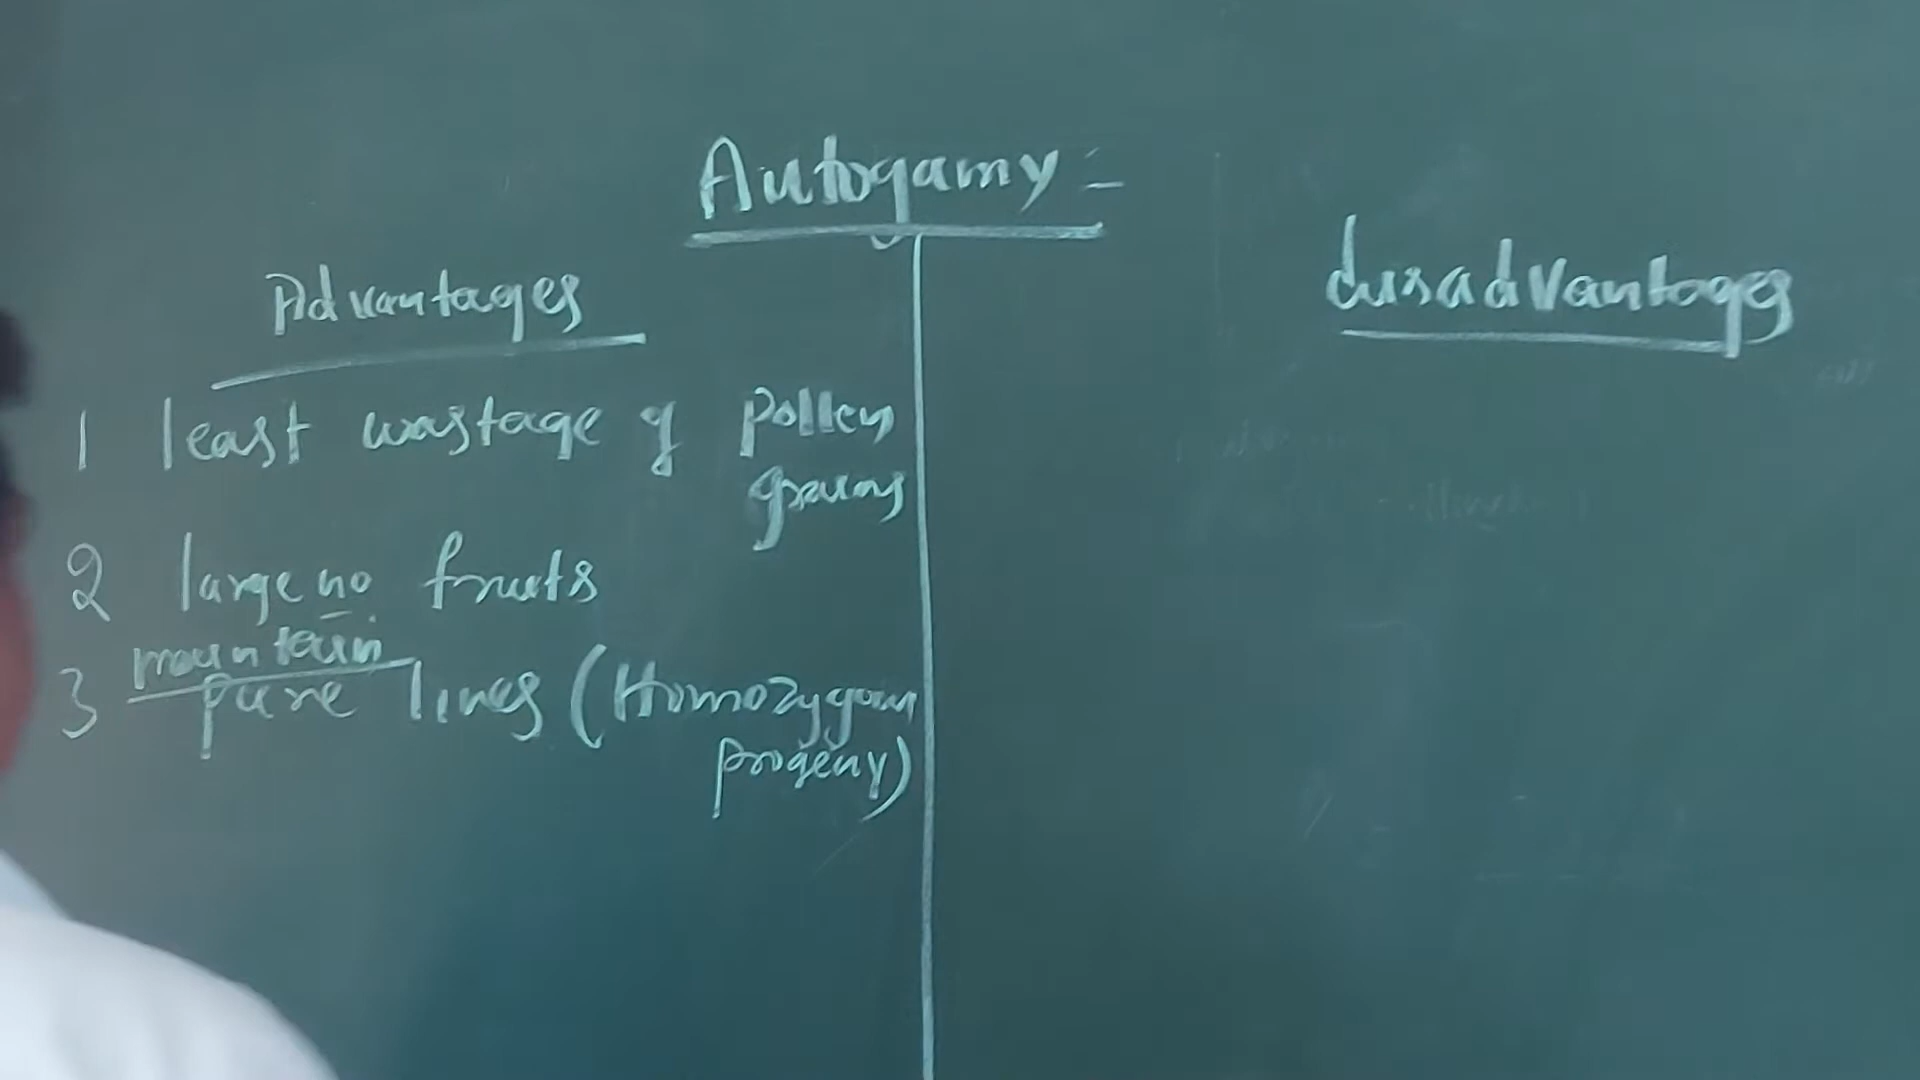 Autogamy =
Advantages
disadvantages
1 least wastage of pollen
grains
2 large no fruits
maintain
3 pure lines (Homozygous
progeny)